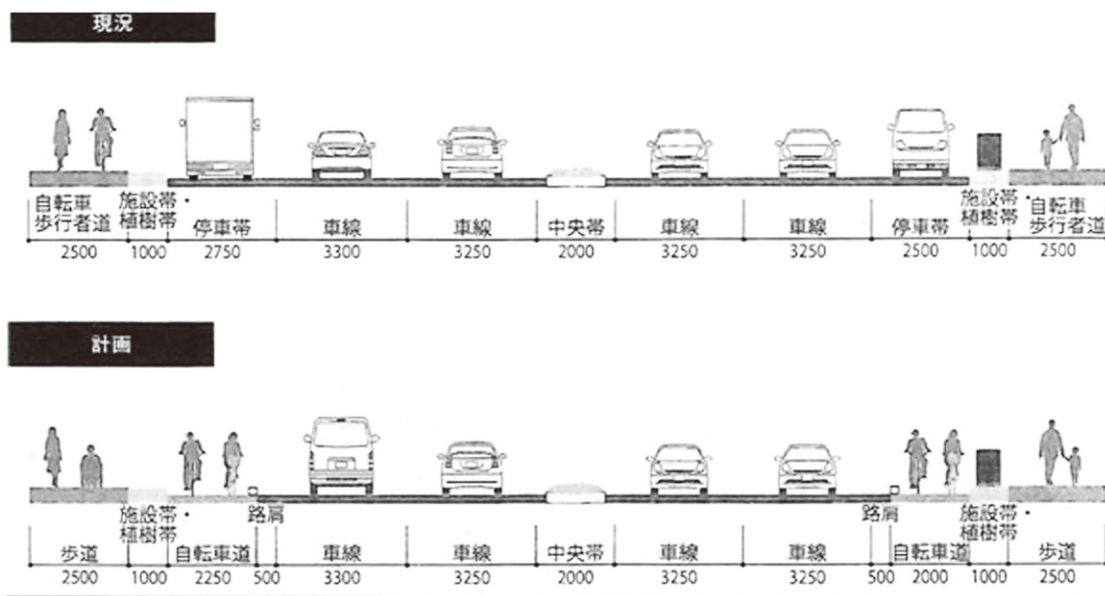 現況
自転車
歩行者道
施設帯・
植樹帯
停車帯
車線
車線
中央帯
車線
車線
停車帯
施設帯・
植樹帯
自転車
歩行者道
2500 1000 2750 3300 3250 2000 3250 3250 2500 1000 2500
計画
歩道
施設帯・
植樹帯
自転車道
路肩
車線
車線
中央帯
車線
車線
路肩
自転車道
施設帯・
植樹帯
歩道
2500 1000 2250 500 3300 3250 2000 3250 3250 500 2000 1000 2500